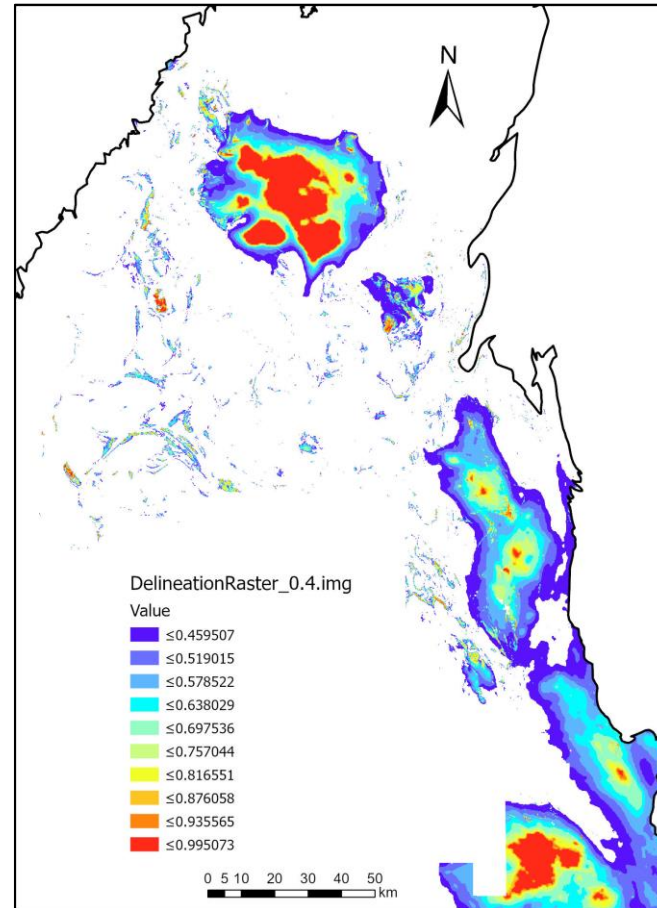 N
DelineationRaster_0.4.img
Value
≤0.459507
≤0.519015
≤0.578522
≤0.638029
≤0.697536
≤0.757044
≤0.816551
≤0.876058
≤0.935565
≤0.995073
0 5 10 20 30 40 50
km